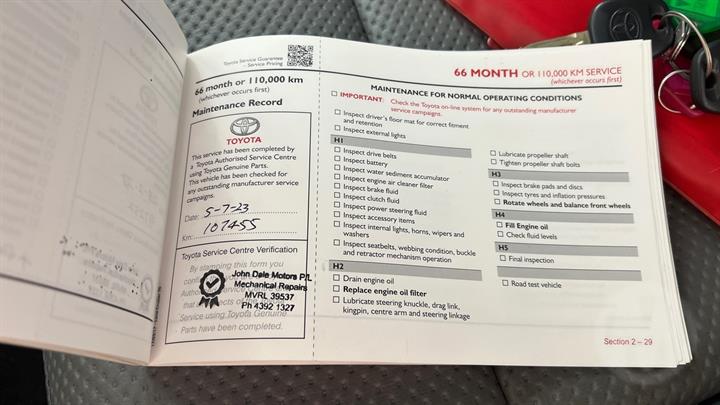 Toyota Service Guarantee
– Service Pricing
66 month or 110,000 km
(whichever occurs first)
Maintenance Record
TOYOTA
This service has been completed by
a Toyota Authorised Service Centre
using Toyota Genuine Parts.
This vehicle has been checked for
any outstanding manufacturer service
campaigns.
Date: 5-7-23
Km: 107455
Toyota Service Centre Verification
By stamping this form you
John Dale Motors P/L
Mechanical Repairs
MVRL 39537
Ph 4392 1327
Service using Toyota Genuine
Parts have been completed.
66 MONTH OR 110,000 KM SERVICE
(whichever occurs first)
MAINTENANCE FOR NORMAL OPERATING CONDITIONS
IMPORTANT: Check the Toyota on-line system for any outstanding manufacturer
service campaigns.
Inspect driver's floor mat for correct fitment
and retention
Inspect external lights
H1
Inspect drive belts
Inspect battery
Inspect water sediment accumulator
Inspect engine air cleaner filter
Inspect brake fluid
Inspect clutch fluid
Inspect power steering fluid
Inspect accessory items
Inspect internal lights, horn, wipers and
washers
Inspect seatbelts, webbing condition, buckle
and retractor mechanism operation
H2
Drain engine oil
Replace engine oil filter
Lubricate steering knuckle, drag link,
kingpin, centre arm and steering linkage
Lubricate propeller shaft
Tighten propeller shaft bolts
H3
Inspect brake pads and discs
Inspect tyres and inflation pressures
Rotate wheels and balance front wheels
H4
Fill Engine oil
Check fluid levels
H5
Final inspection
Road test vehicle
Section 2 – 29